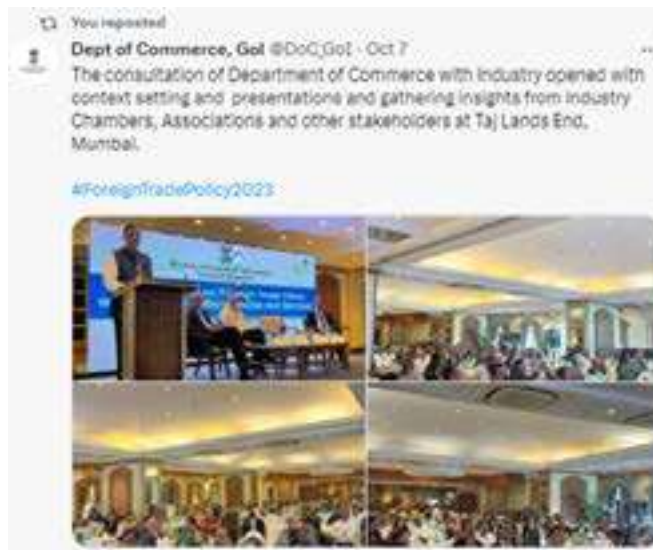 You reposted
Dept of Commerce, GoI @DoC_GoI · Oct 7
The consultation of Department of Commerce with Industry opened with
context setting and presentations and gathering insights from Industry
Chambers, Associations and other stakeholders at Taj Lands End,
Mumbai.
#ForeignTradePolicy2023